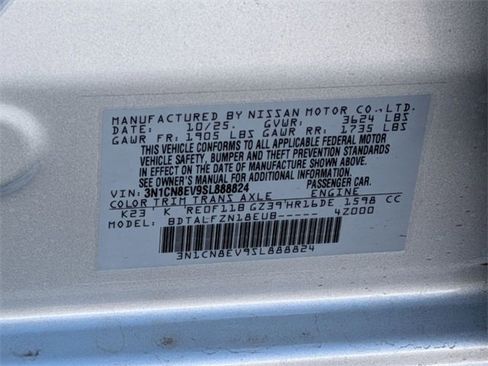 MANUFACTURED BY NISSAN MOTOR CO.,LTD.
DATE: 10/25. GVWR: 3624 LBS
GAWR FR: 1905 LBS GAWR RR: 1735 LBS
THIS VEHICLE CONFORMS TO ALL APPLICABLE FEDERAL MOTOR
VEHICLE SAFETY, BUMPER AND THEFT PREVENTION STANDARDS
IN EFFECT ON THE DATE OF MANUFACTURE SHOWN ABOVE.
SEE OWNER'S MANUAL FOR ADDITIONAL INFORMATION.
VIN: 3N1CN8EV9SL888824 PASSENGER CAR.
COLOR TRIM TRANS AXLE ENGINE
K23 K RE0F11B GZ39 HR16DE 1598 CC
MODEL: BDTALFZN18EUB----- 4Z000
3N1CN8EV9SL888824